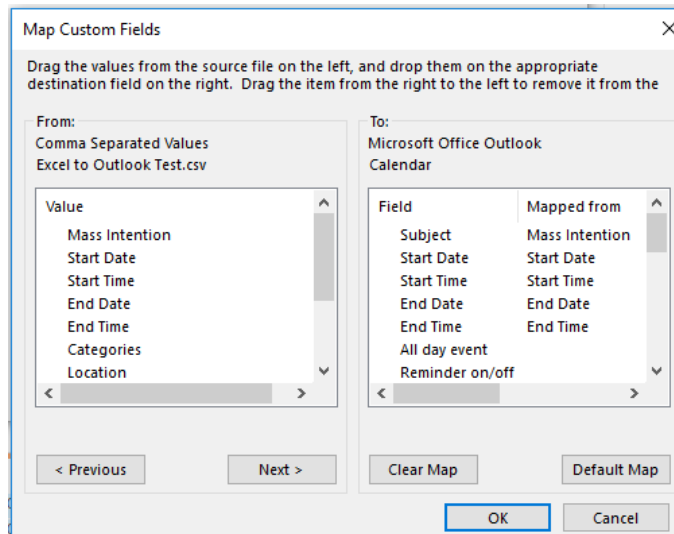 Map Custom Fields
Drag the values from the source file on the left, and drop them on the appropriate
destination field on the right. Drag the item from the right to the left to remove it from the
From:
Comma Separated Values
Excel to Outlook Test.csv
Value
Mass Intention
Start Date
Start Time
End Date
End Time
Categories
Location
< Previous
Next >
To:
Microsoft Office Outlook
Calendar
Field Mapped from
Subject Mass Intention
Start Date Start Date
Start Time Start Time
End Date End Date
End Time End Time
All day event
Reminder on/off
Clear Map
Default Map
OK
Cancel